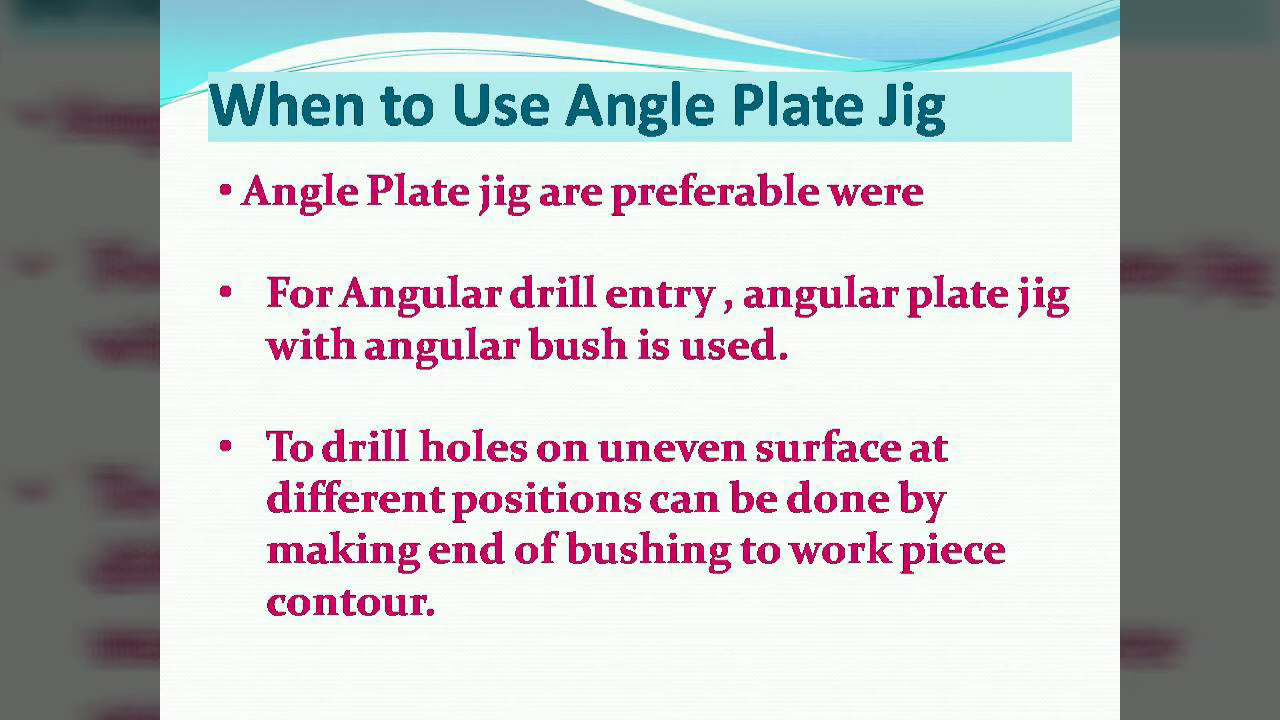 When to Use Angle Plate Jig
• Angle Plate jig are preferable were
• For Angular drill entry , angular plate jig
with angular bush is used.
• To drill holes on uneven surface at
different positions can be done by
making end of bushing to work piece
contour.